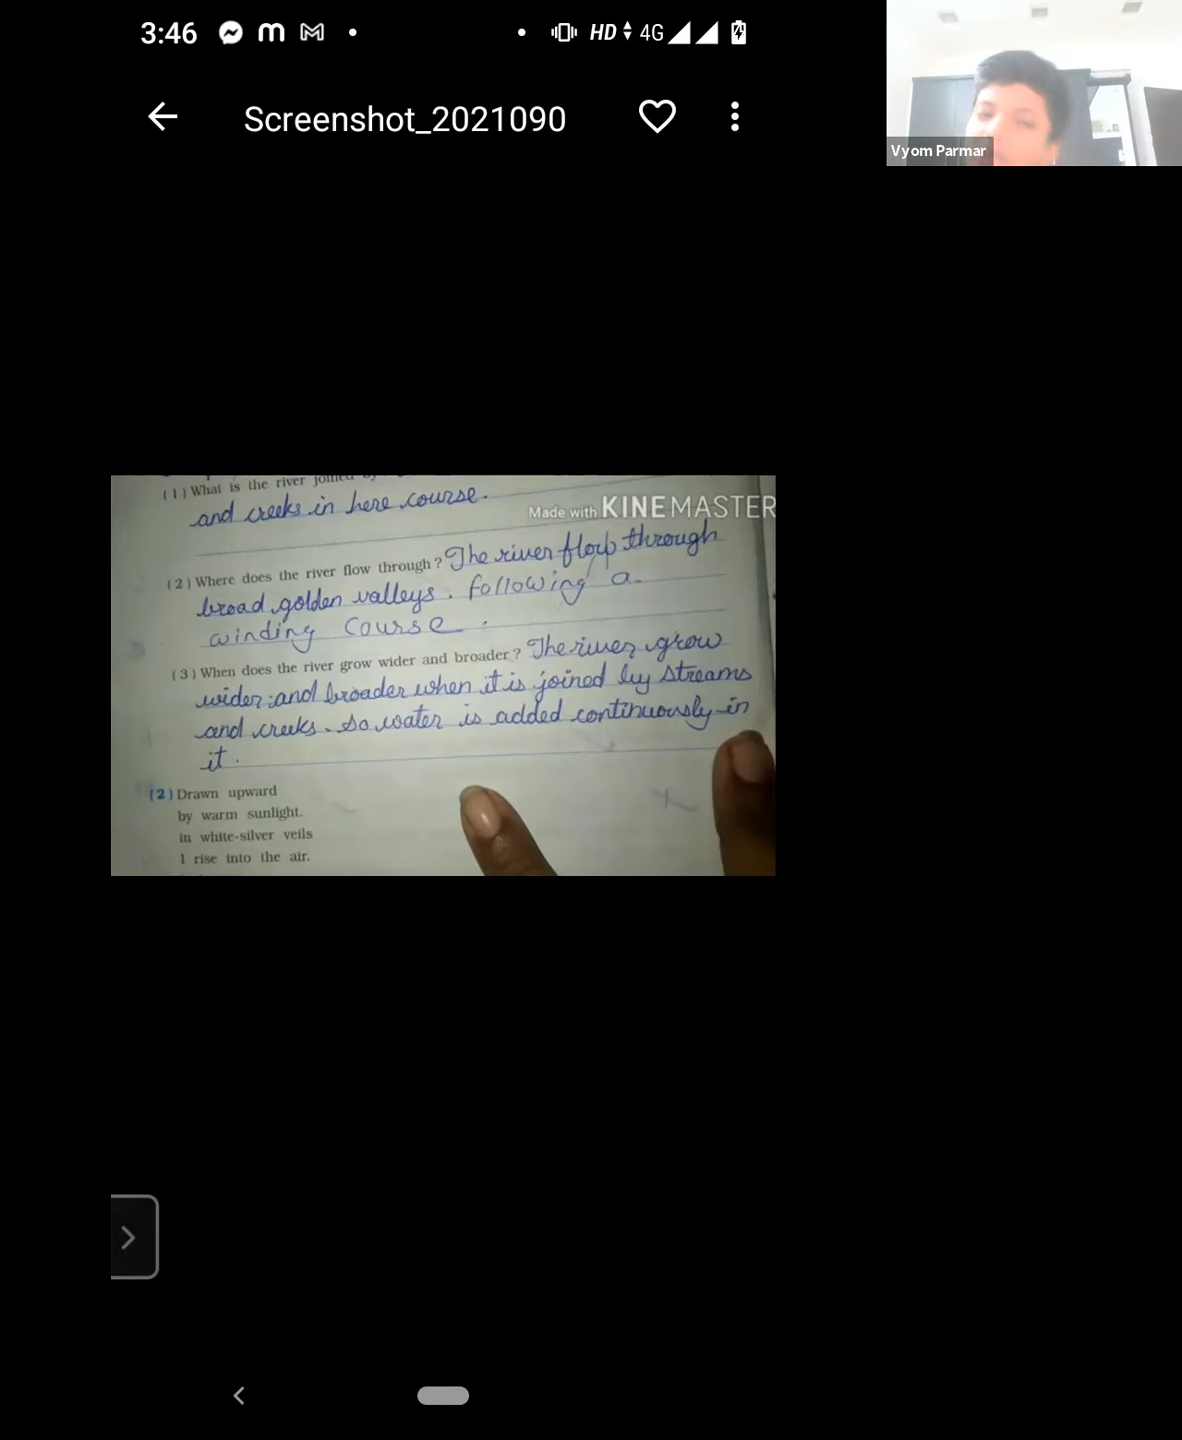 3:46 m HD 4G
Screenshot_2021090
Vyom Parmar
(1) What is the river joined by
and creeks in here course.
Made with KINEMASTER
(2) Where does the river flow through? The river flow through
broad golden valleys. following a
winding course.
(3) When does the river grow wider and broader? The river grow
wider and broader when it is joined by streams
and creeks. So water is added continuously in
it.
(2) Drawn upward
by warm sunlight.
in white-silver veils
I rise into the air.